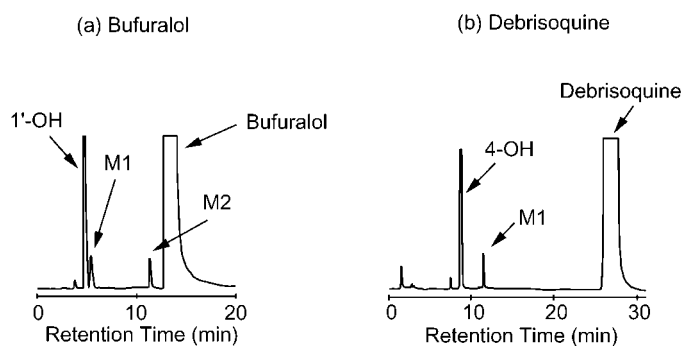 (a) Bufuralol
(b) Debrisoquine
1'-OH
M1
Bufuralol
M2
0
10
20
Retention Time (min)
Debrisoquine
4-OH
M1
0
10
20
30
Retention Time (min)